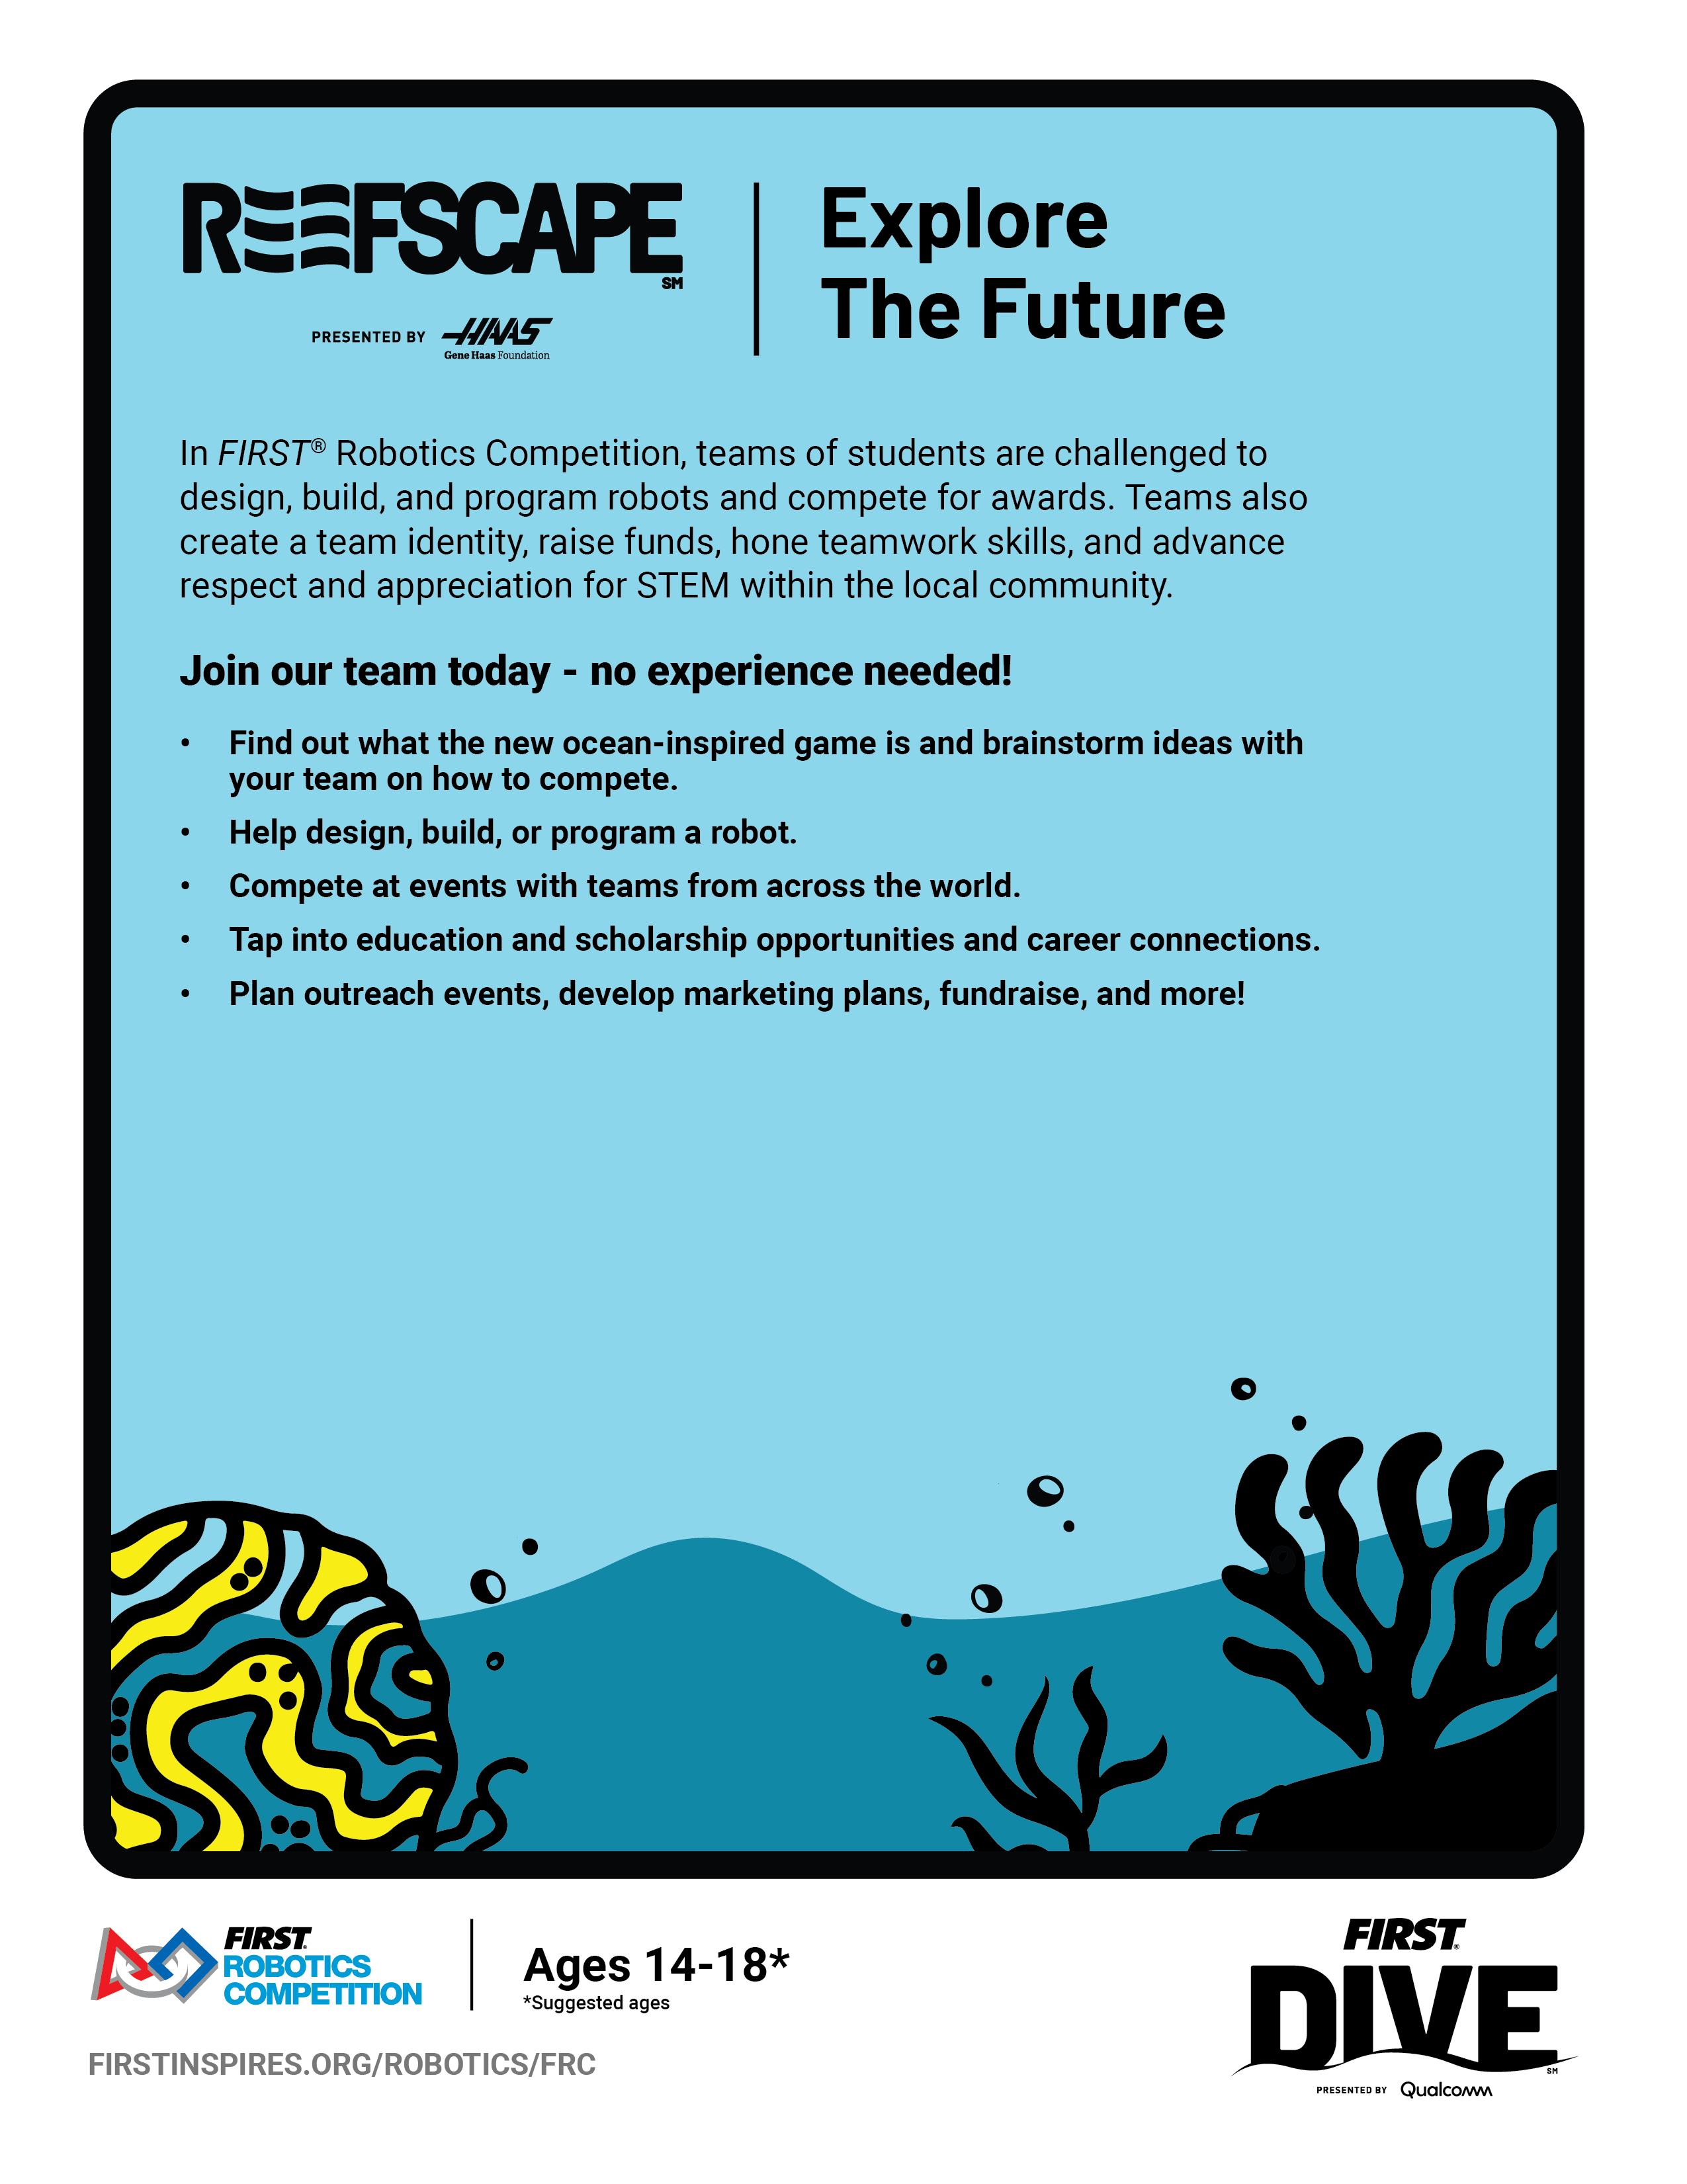 REEFSCAPE
SM
PRESENTED BY HAAS
Gene Haas Foundation
Explore
The Future
In FIRST® Robotics Competition, teams of students are challenged to
design, build, and program robots and compete for awards. Teams also
create a team identity, raise funds, hone teamwork skills, and advance
respect and appreciation for STEM within the local community.
Join our team today - no experience needed!
• Find out what the new ocean-inspired game is and brainstorm ideas with
your team on how to compete.
• Help design, build, or program a robot.
• Compete at events with teams from across the world.
• Tap into education and scholarship opportunities and career connections.
• Plan outreach events, develop marketing plans, fundraise, and more!
FIRST®
ROBOTICS
COMPETITION
Ages 14-18*
*Suggested ages
FIRSTINSPIRES.ORG/ROBOTICS/FRC
FIRST®
DIVE
SM
PRESENTED BY Qualcomm